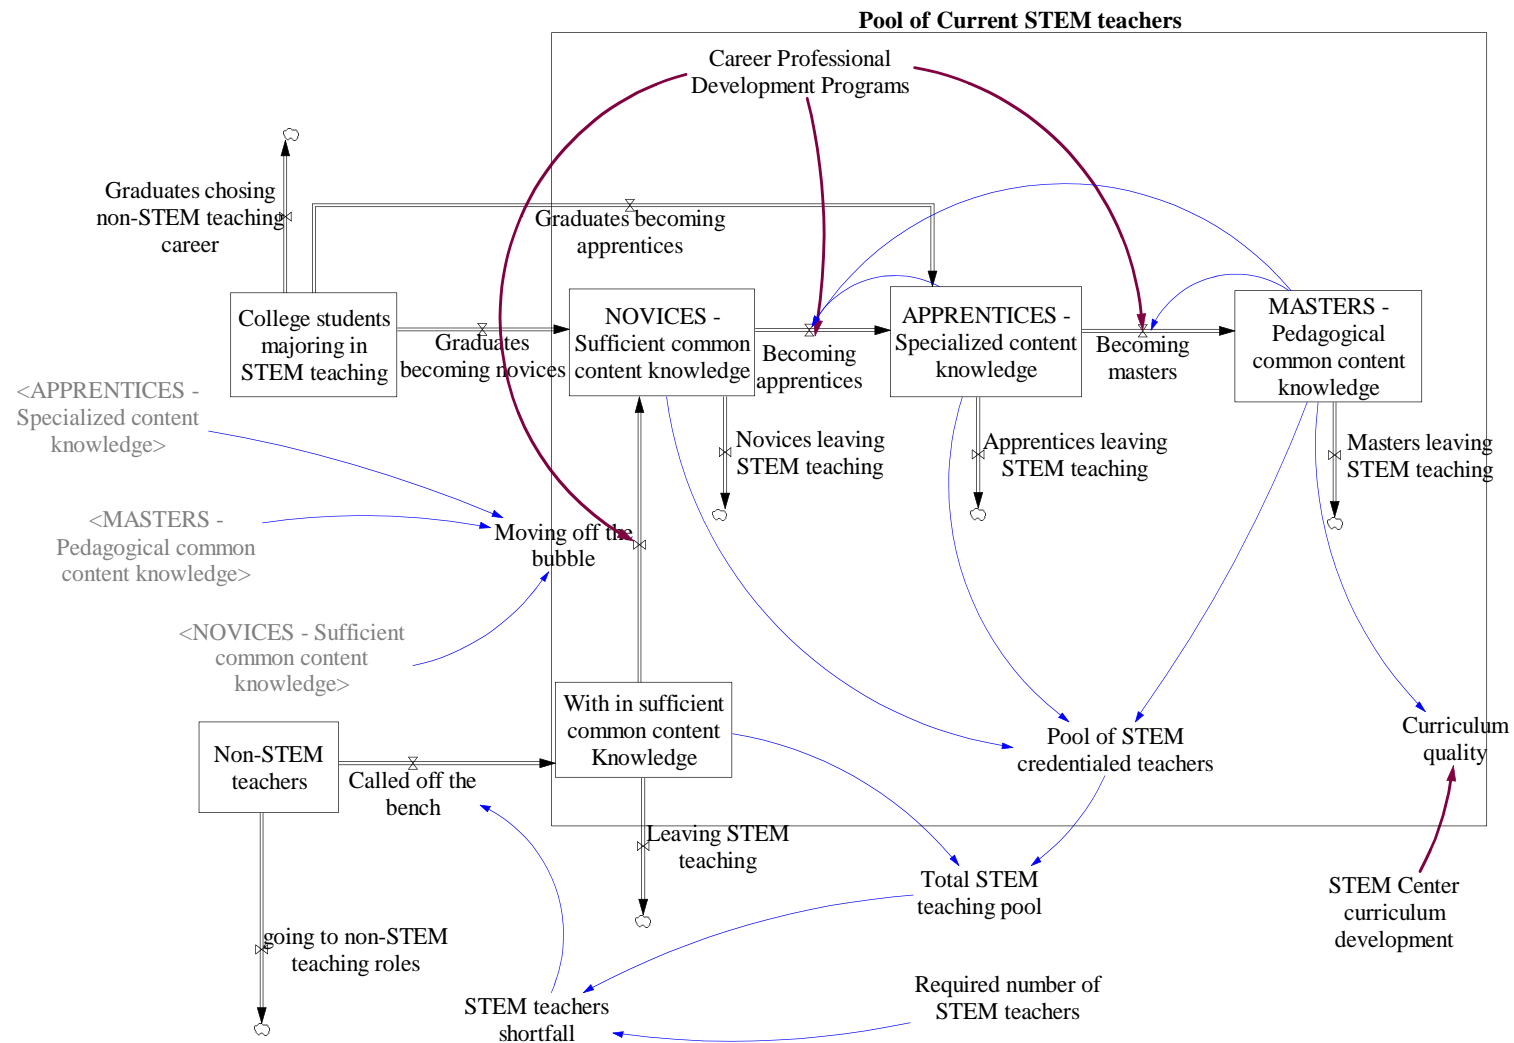 Pool of Current STEM teachers
Career Professional
Development Programs
Graduates chosing
non-STEM teaching
career
Graduates becoming
apprentices
College students
majoring in
STEM teaching
Graduates
becoming novices
NOVICES -
Sufficient common
content knowledge
Becoming
apprentices
APPRENTICES -
Specialized content
knowledge
Becoming
masters
MASTERS -
Pedagogical
common content
knowledge
<APPRENTICES -
Specialized content
knowledge>
Novices leaving
STEM teaching
Apprentices leaving
STEM teaching
Masters leaving
STEM teaching
<MASTERS -
Pedagogical common
content knowledge>
Moving off the
bubble
<NOVICES - Sufficient
common content
knowledge>
With in sufficient
common content
Knowledge
Non-STEM
teachers
Called off the
bench
Pool of STEM
credentialed teachers
Curriculum
quality
Leaving STEM
teaching
Total STEM
teaching pool
STEM Center
curriculum
development
going to non-STEM
teaching roles
STEM teachers
shortfall
Required number of
STEM teachers